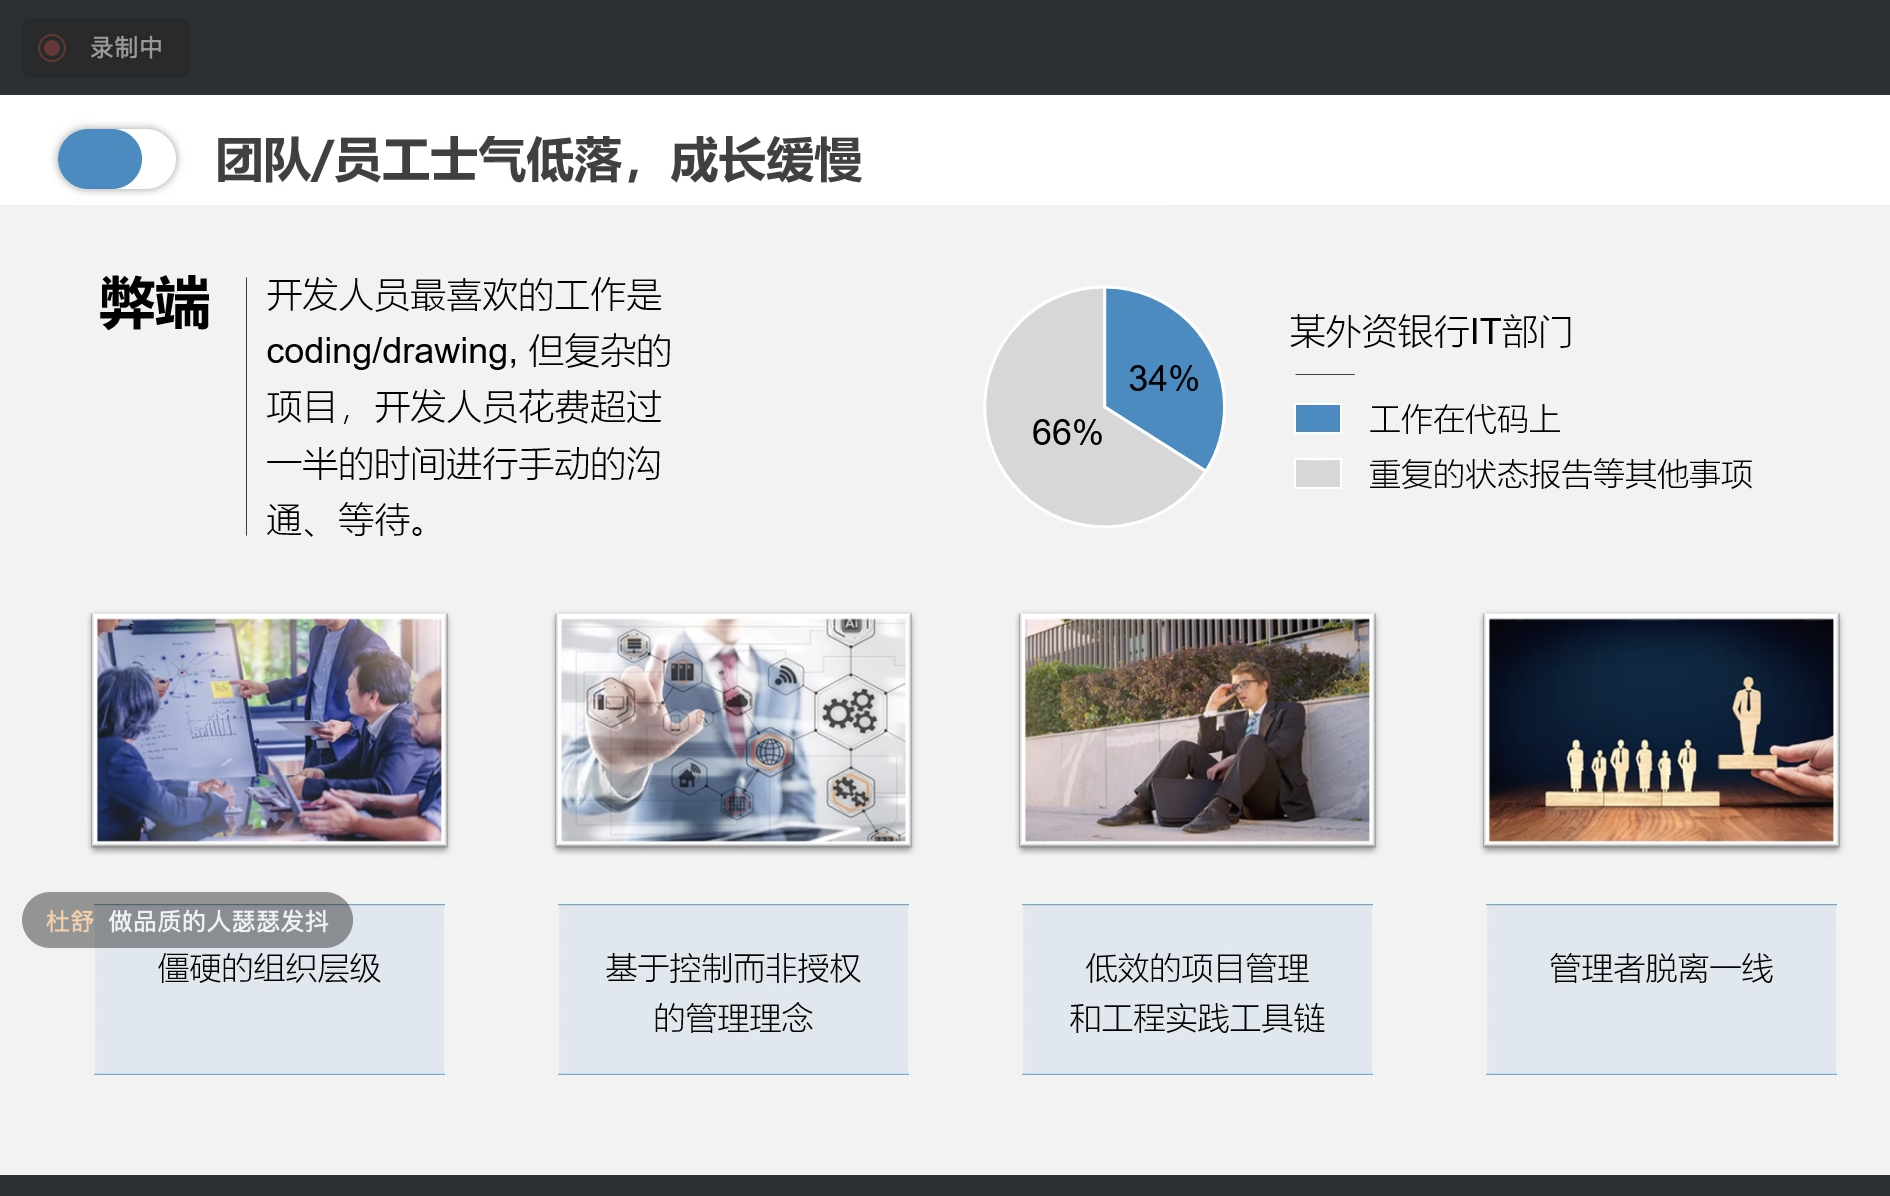 录制中
团队/员工士气低落，成长缓慢
弊端
开发人员最喜欢的工作是
coding/drawing, 但复杂的
项目，开发人员花费超过
一半的时间进行手动的沟
通、等待。
34%
66%
某外资银行IT部门
工作在代码上
重复的状态报告等其他事项
AI
杜舒 做品质的人瑟瑟发抖
僵硬的组织层级
基于控制而非授权
的管理理念
低效的项目管理
和工程实践工具链
管理者脱离一线